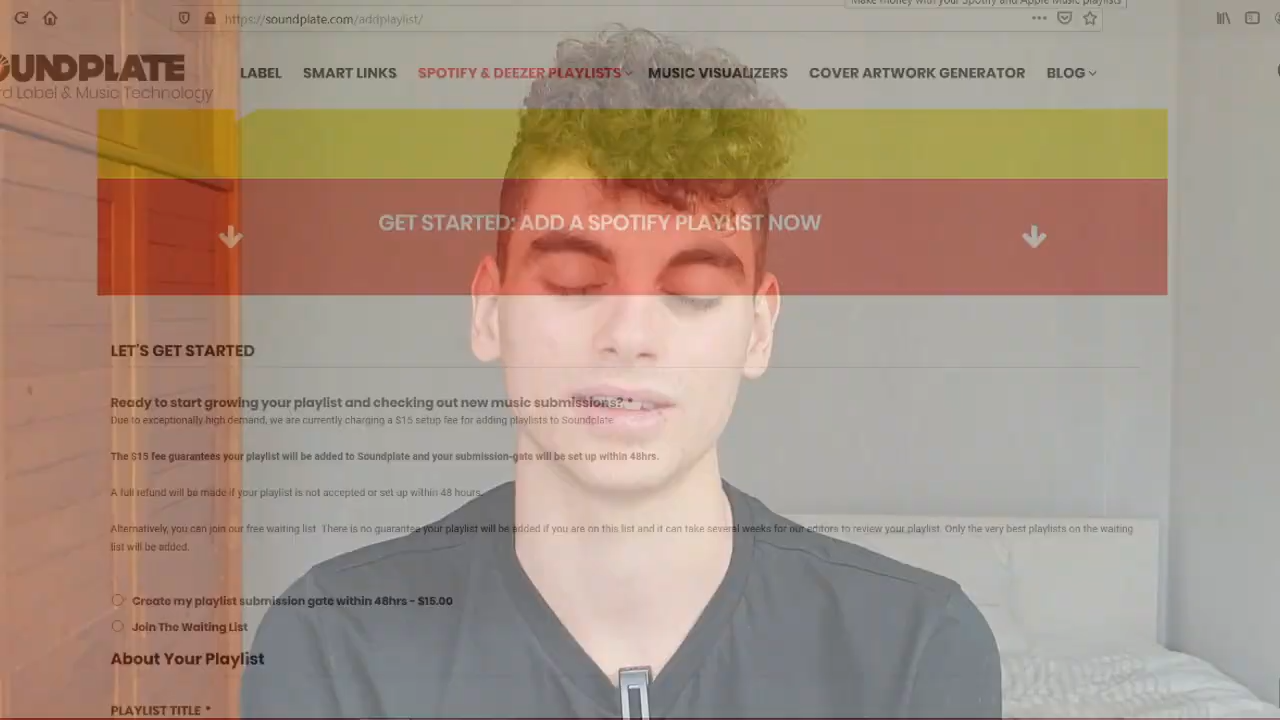 Make money with your Spotify and Apple Music playlists
https://soundplate.com/addplaylist/
OUNDPLATE
rd Label & Music Technology
LABEL SMART LINKS SPOTIFY & DEEZER PLAYLISTS MUSIC VISUALIZERS COVER ARTWORK GENERATOR BLOG
GET STARTED: ADD A SPOTIFY PLAYLIST NOW
LET'S GET STARTED
Ready to start growing your playlist and checking out new music submissions? *
Due to exceptionally high demand, we are currently charging a $15 setup fee for adding playlists to Soundplate.
The $15 fee guarantees your playlist will be added to Soundplate and your submission-gate will be set up within 48hrs.
A full refund will be made if your playlist is not accepted or set up within 48 hours.
Alternatively, you can join our free waiting list. There is no guarantee your playlist will be added if you are on this list and it can take several weeks for our editors to review your playlist. Only the very best playlists on the waiting
list will be added.
Create my playlist submission gate within 48hrs - $15.00
Join The Waiting List
About Your Playlist
PLAYLIST TITLE *